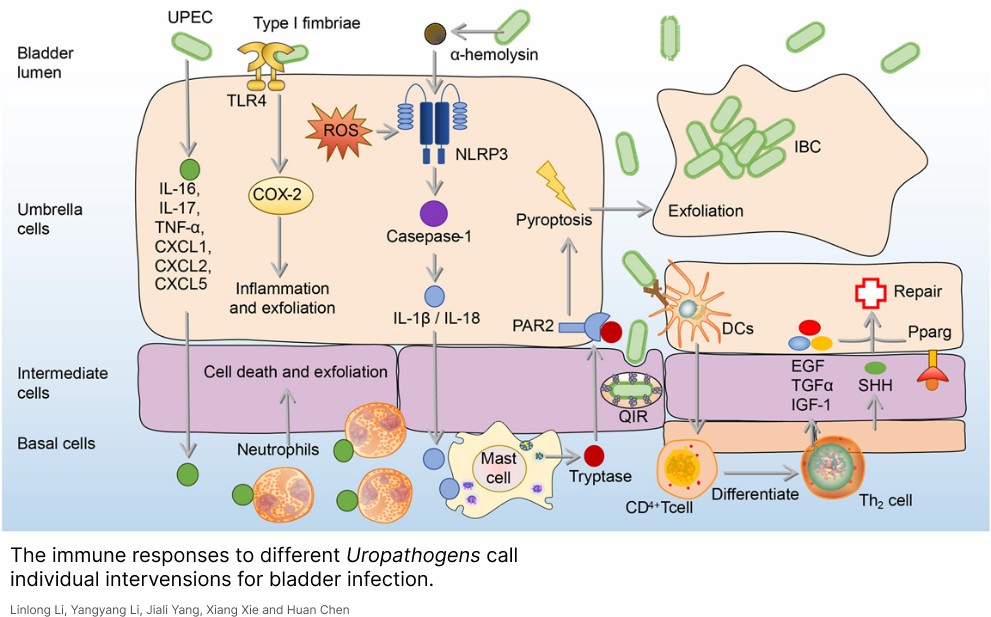 UPEC
Type I fimbriae
Bladder
lumen
α-hemolysin
TLR4
ROS
NLRP3
IBC
COX-2
IL-16,
IL-17,
TNF-α,
CXCL1,
CXCL2,
CXCL5
Umbrella
cells
Casepase-1
Pyroptosis
Exfoliation
Inflammation
and exfoliation
IL-1β / IL-18
PAR2
DCs
Repair
Pparg
Intermediate
cells
Cell death and exfoliation
QIR
EGF
TGFα
IGF-1
SHH
Basal cells
Neutrophils
Mast
cell
Tryptase
CD⁴⁺Tcell
Differentiate
Th₂ cell
The immune responses to different Uropathogens call
individual intervensions for bladder infection.
Linlong Li, Yangyang Li, Jiali Yang, Xiang Xie and Huan Chen